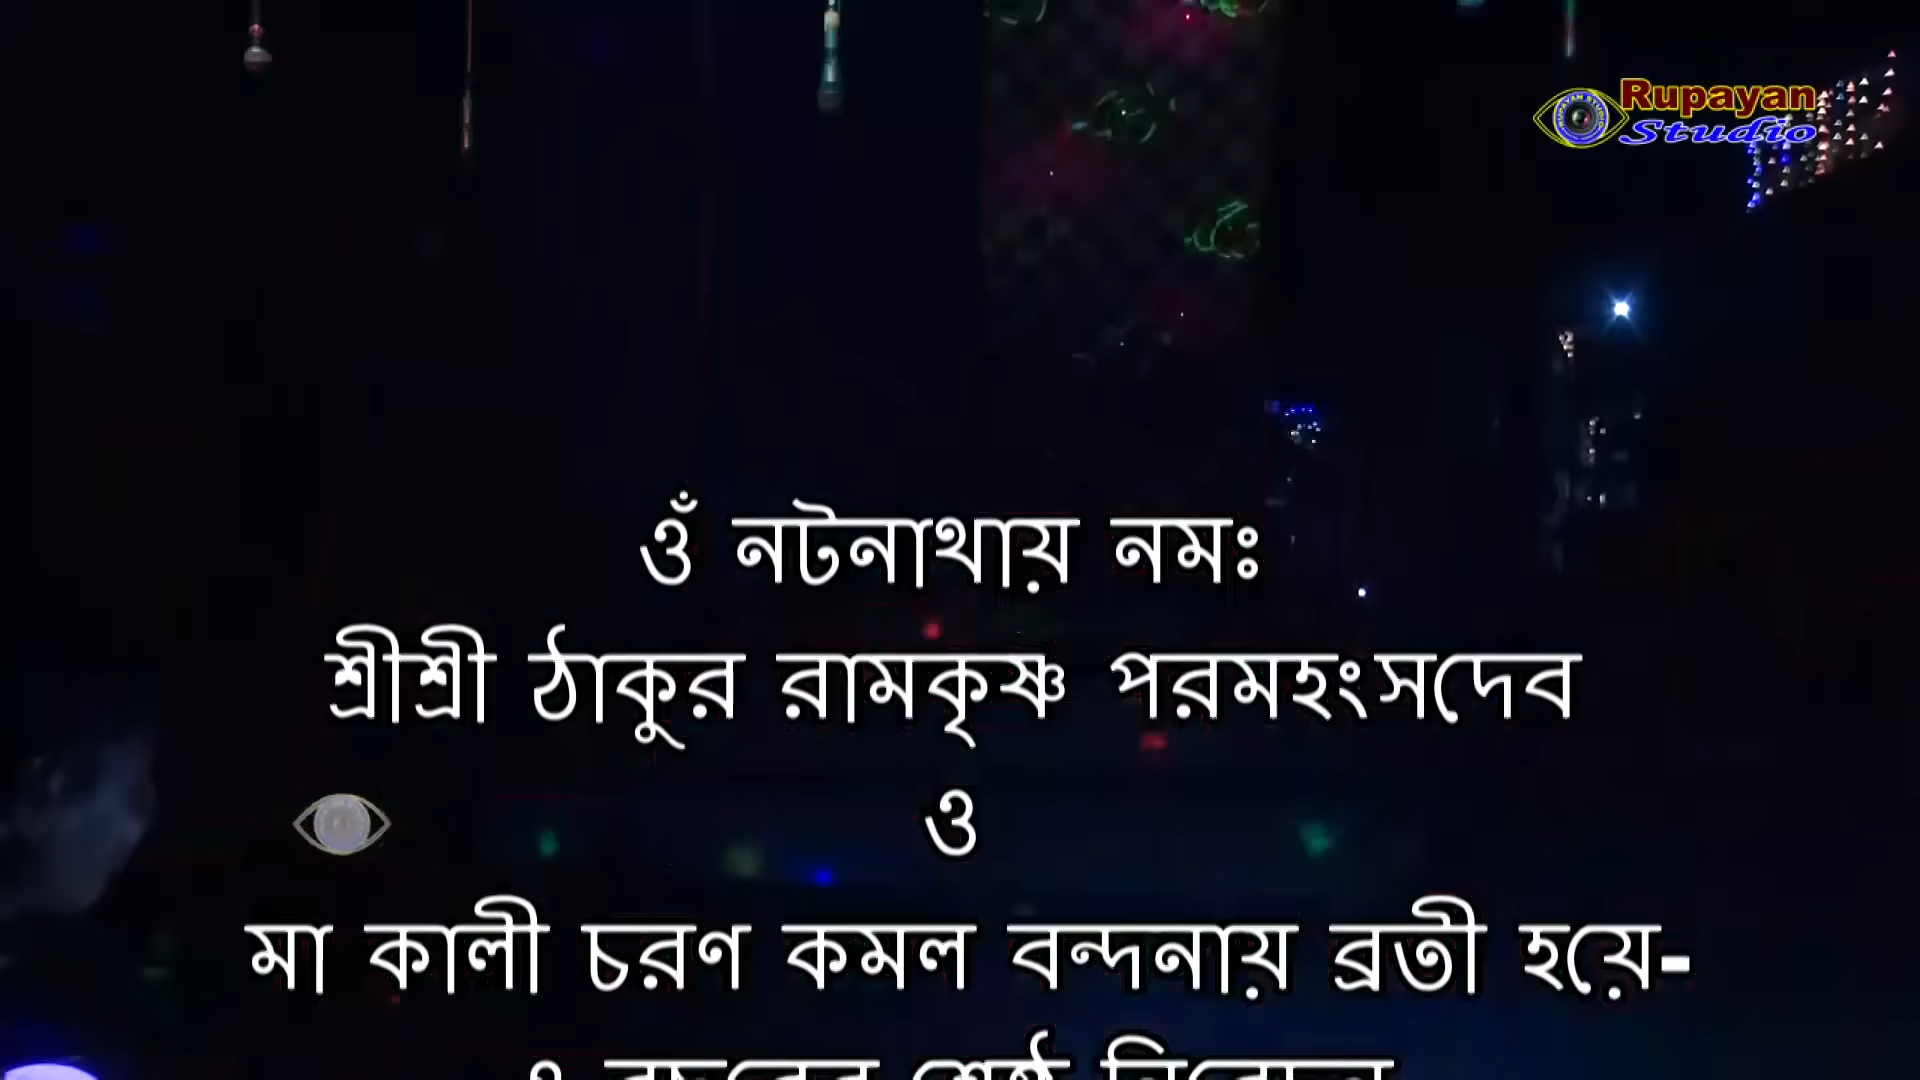 Rupayan
Studio
ওঁ নটনাথায় নমঃ
শ্রীশ্রী ঠাকুর রামকৃষ্ণ পরমহংসদেব
ও
মা কালী চরণ কমল বন্দনায় ব্রতী হয়ে-